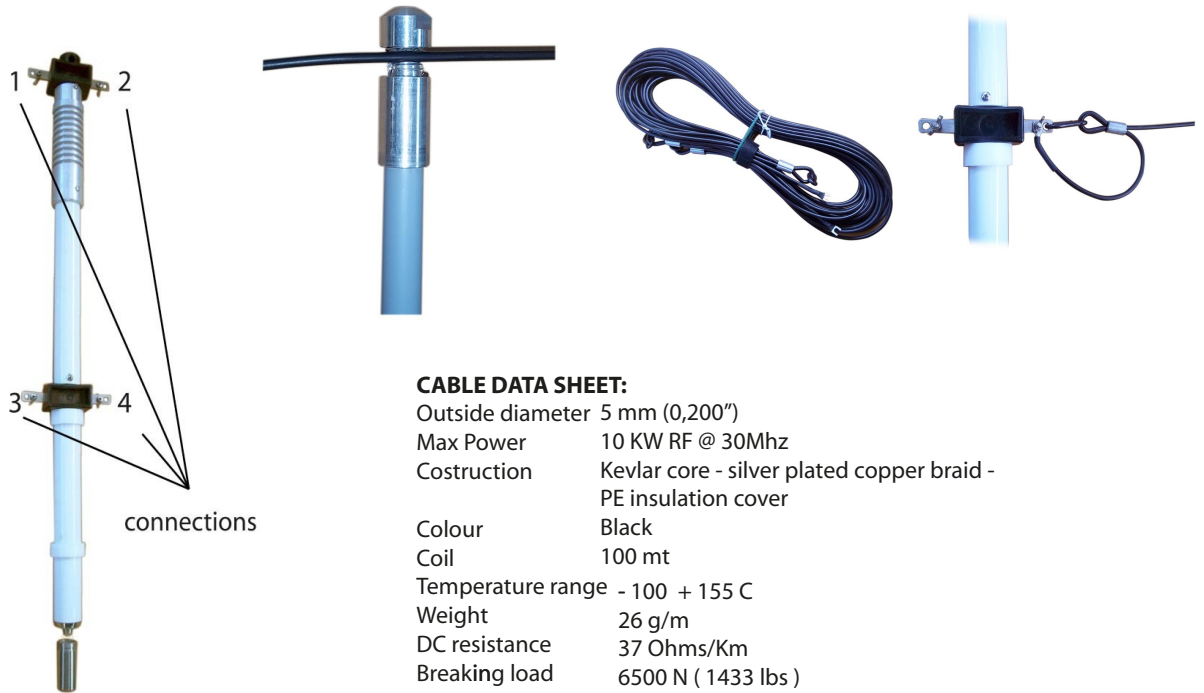 1 2
3 4
connections
CABLE DATA SHEET:
Outside diameter 5 mm (0,200”)
Max Power 10 KW RF @ 30Mhz
Costruction Kevlar core - silver plated copper braid -
PE insulation cover
Colour Black
Coil 100 mt
Temperature range - 100 + 155 C
Weight 26 g/m
DC resistance 37 Ohms/Km
Breaking load 6500 N ( 1433 lbs )